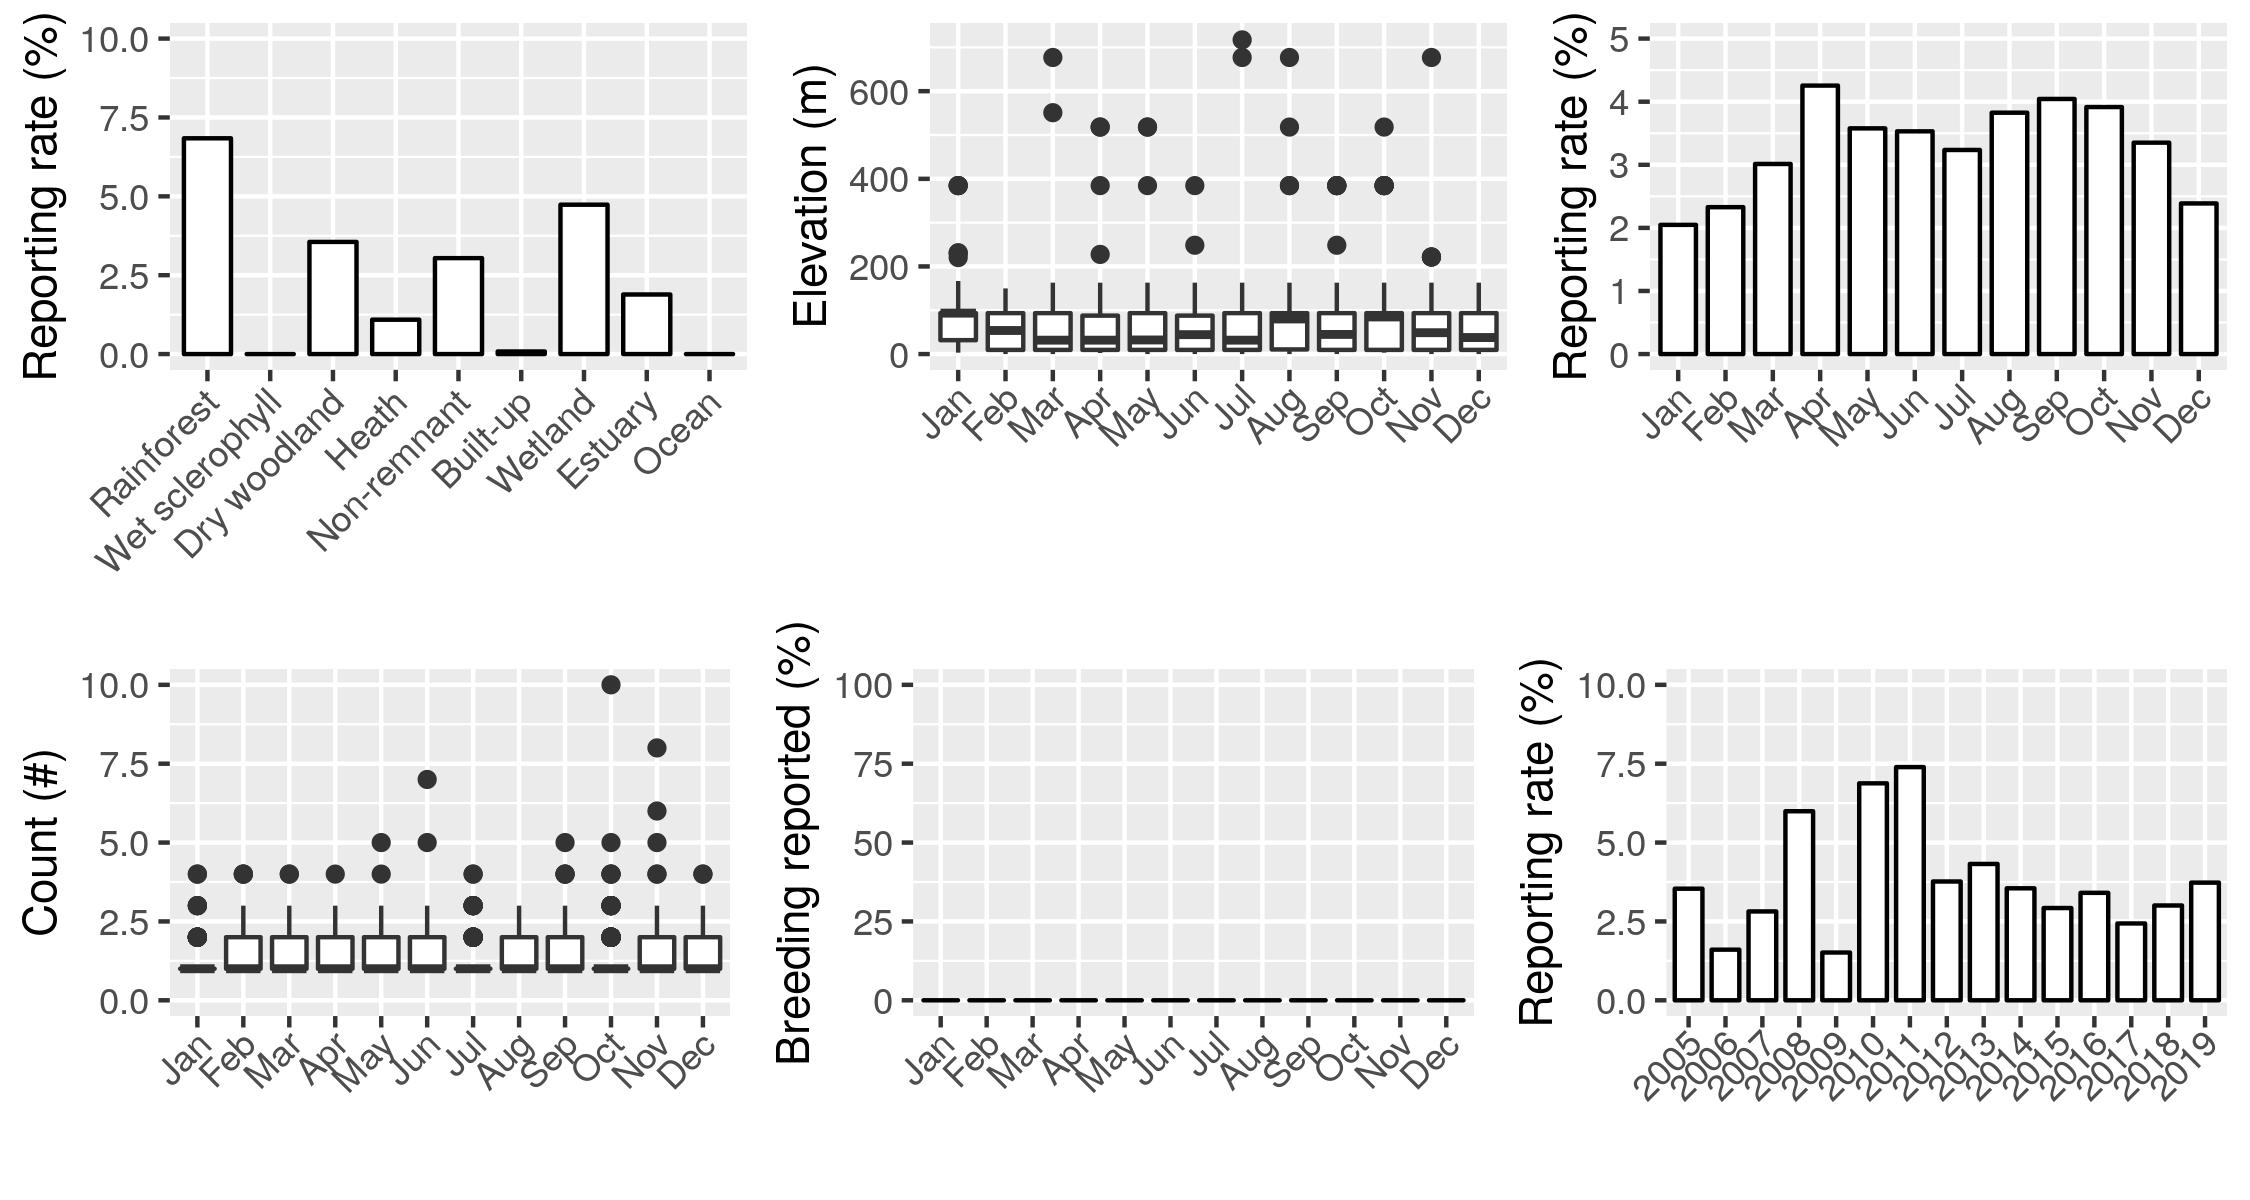 Reporting rate (%)
10.0
7.5
5.0
2.5
0.0
Rainforest
Wet sclerophyll
Dry woodland
Heath
Non-remnant
Built-up
Wetland
Estuary
Ocean
Elevation (m)
600
400
200
0
Jan
Feb
Mar
Apr
May
Jun
Jul
Aug
Sep
Oct
Nov
Dec
Reporting rate (%)
5
4
3
2
1
0
Jan
Feb
Mar
Apr
May
Jun
Jul
Aug
Sep
Oct
Nov
Dec
Count (#)
10.0
7.5
5.0
2.5
0.0
Jan
Feb
Mar
Apr
May
Jun
Jul
Aug
Sep
Oct
Nov
Dec
Breeding reported (%)
100
75
50
25
0
Jan
Feb
Mar
Apr
May
Jun
Jul
Aug
Sep
Oct
Nov
Dec
Reporting rate (%)
10.0
7.5
5.0
2.5
0.0
2005
2006
2007
2008
2009
2010
2011
2012
2013
2014
2015
2016
2017
2018
2019